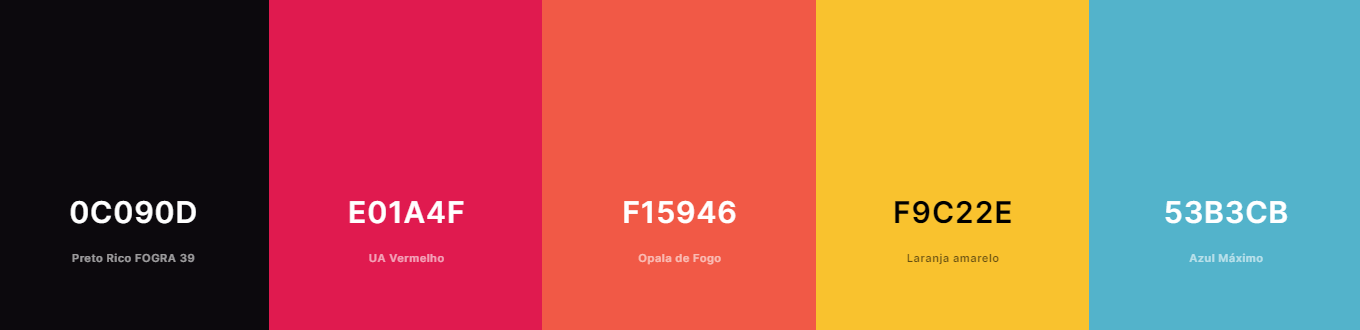 0C090D
Preto Rico FOGRA 39
E01A4F
UA Vermelho
F15946
Opala de Fogo
F9C22E
Laranja amarelo
53B3CB
Azul Máximo